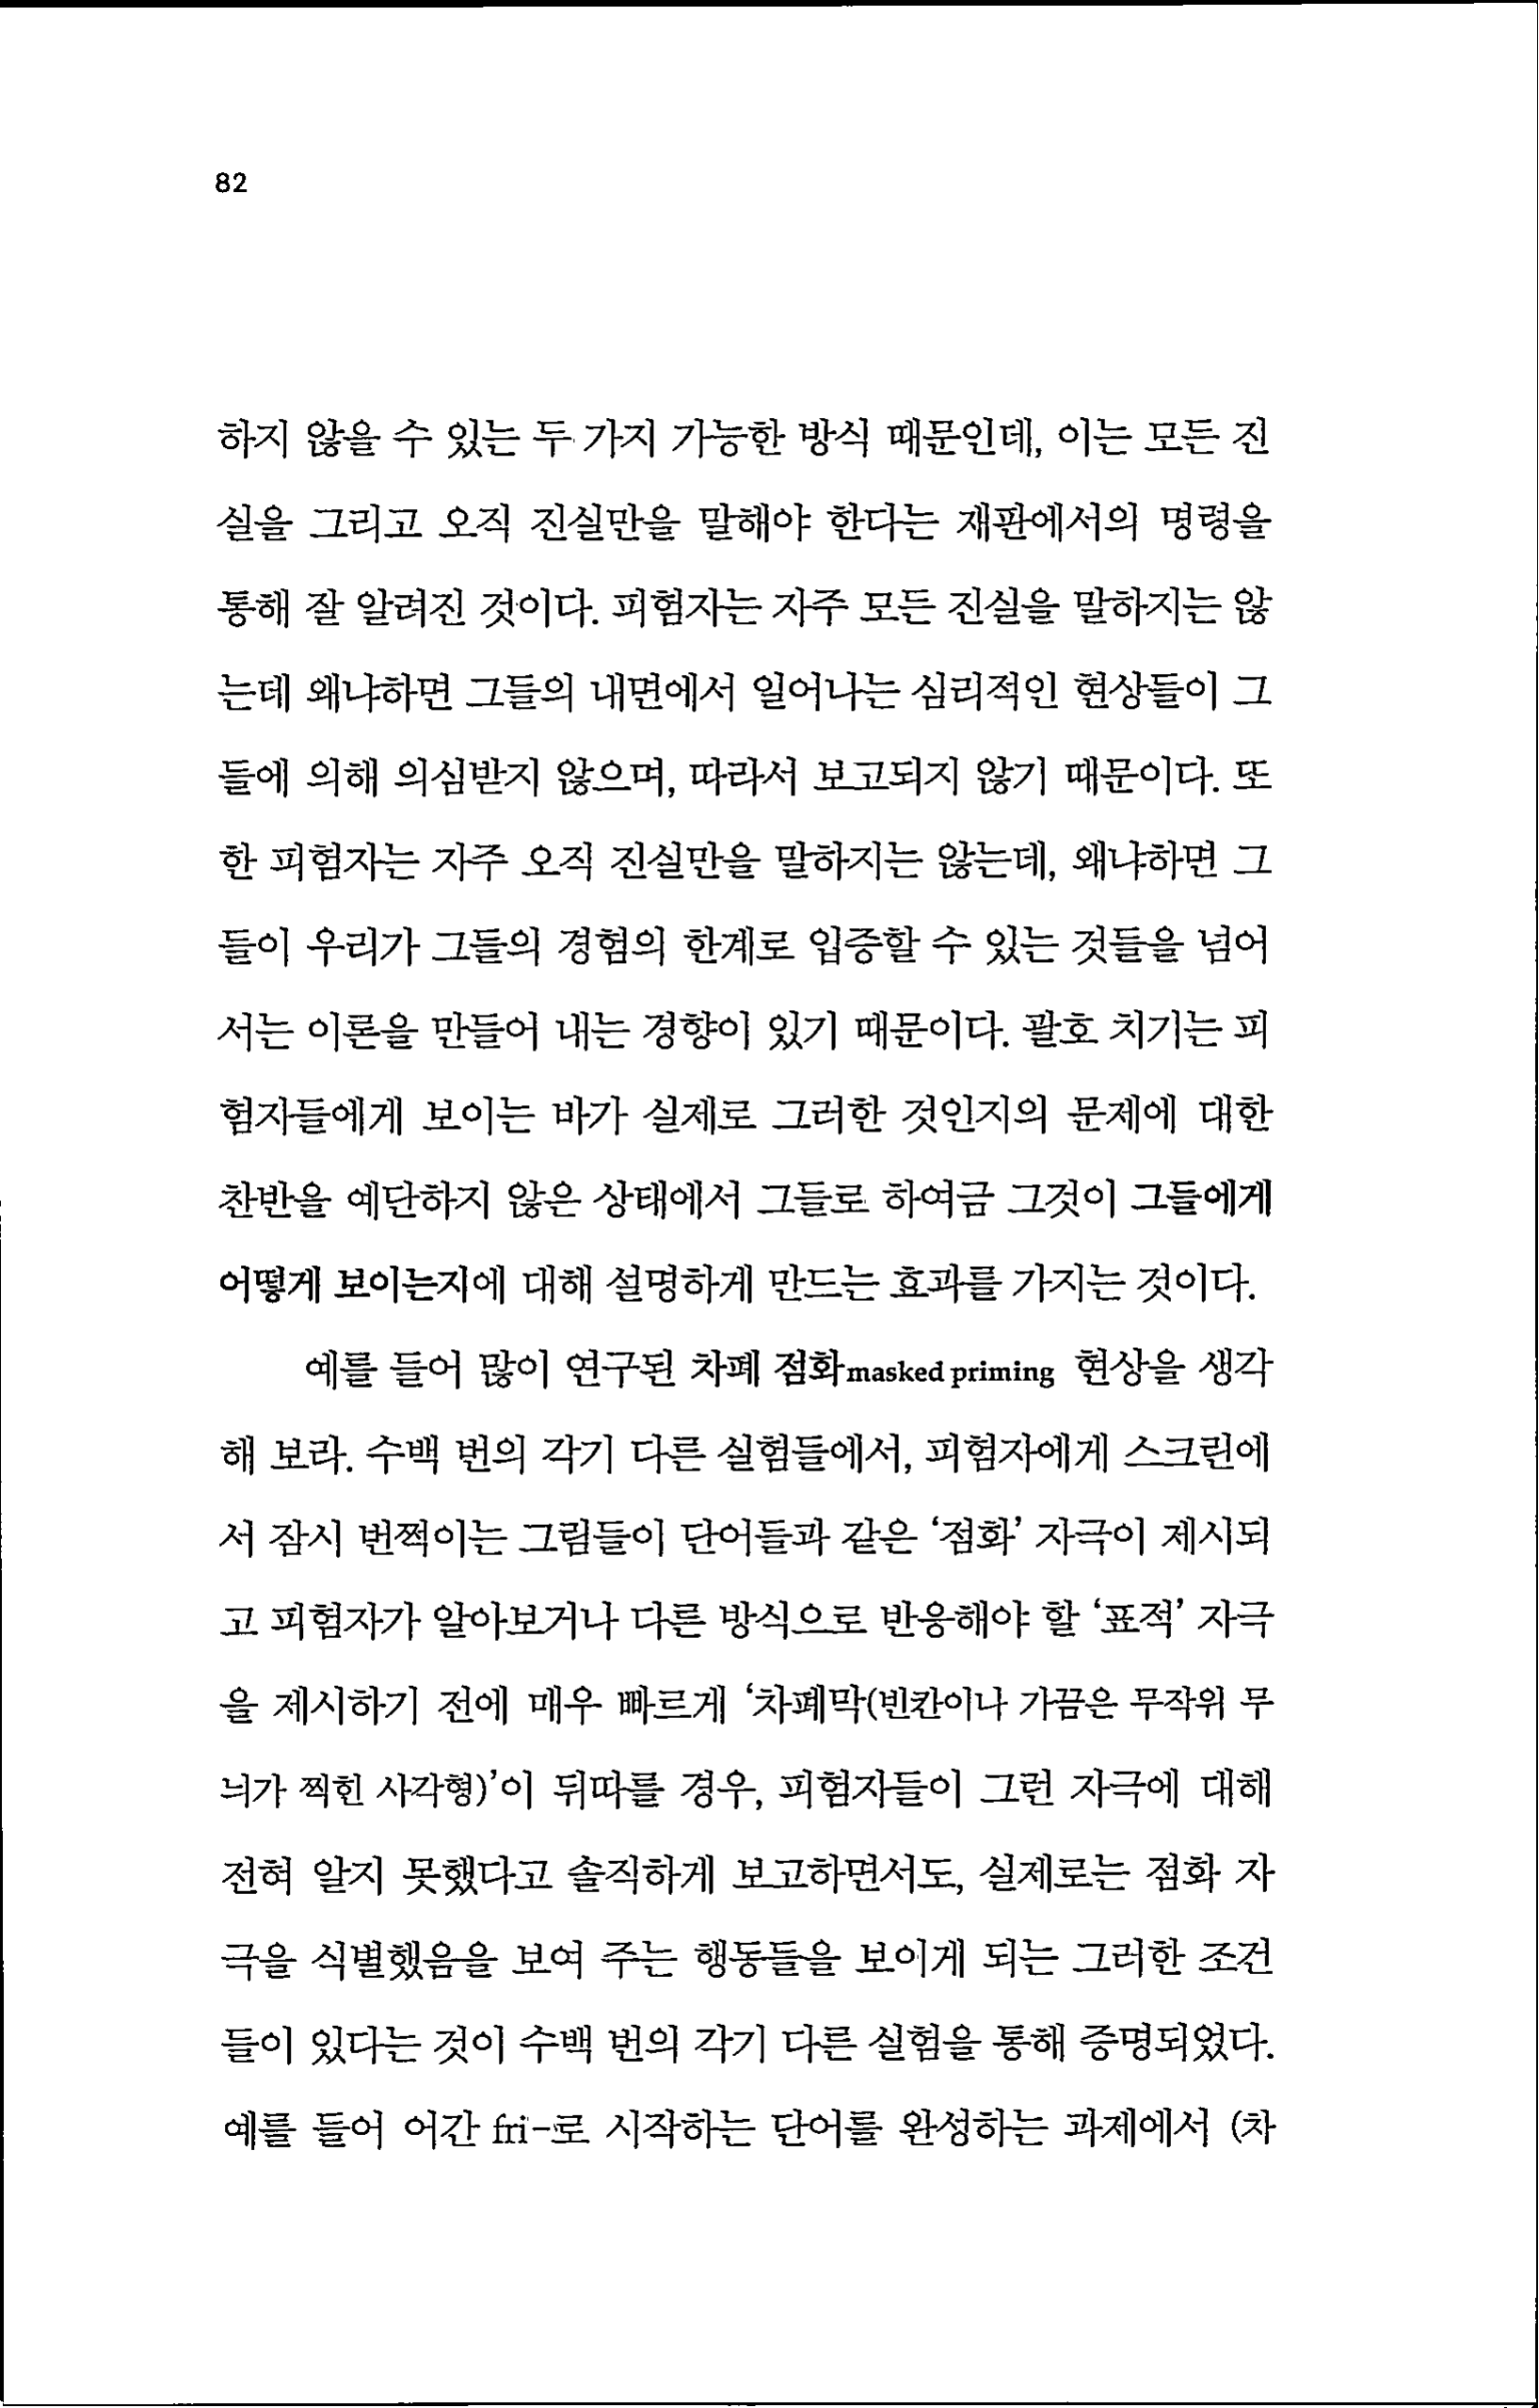 82
하지 않을 수 있는 두 가지 가능한 방식 때문인데, 이는 모든 진
실을 그리고 오직 진실만을 말해야 한다는 재판에서의 명령을
통해 잘 알려진 것이다. 피험자는 자주 모든 진실을 말하지는 않
는데 왜냐하면 그들의 내면에서 일어나는 심리적인 현상들이 그
들에 의해 의심받지 않으며, 따라서 보고되지 않기 때문이다. 또
한 피험자는 자주 오직 진실만을 말하지는 않는데, 왜냐하면 그
들이 우리가 그들의 경험의 한계로 입증할 수 있는 것들을 넘어
서는 이론을 만들어 내는 경향이 있기 때문이다. 괄호 치기는 피
험자들에게 보이는 바가 실제로 그러한 것인지의 문제에 대한
찬반을 예단하지 않은 상태에서 그들로 하여금 그것이 그들에게
어떻게 보이는지에 대해 설명하게 만드는 효과를 가지는 것이다.
예를 들어 많이 연구된 차폐 점화masked priming 현상을 생각
해 보라. 수백 번의 각기 다른 실험들에서, 피험자에게 스크린에
서 잠시 번쩍이는 그림들이 단어들과 같은 ‘점화’ 자극이 제시되
고 피험자가 알아보거나 다른 방식으로 반응해야 할 ‘표적’ 자극
을 제시하기 전에 매우 빠르게 ‘차폐막(빈칸이나 가끔은 무작위 무
늬가 찍힌 사각형)’이 뒤따를 경우, 피험자들이 그런 자극에 대해
전혀 알지 못했다고 솔직하게 보고하면서도, 실제로는 점화 자
극을 식별했음을 보여 주는 행동들을 보이게 되는 그러한 조건
들이 있다는 것이 수백 번의 각기 다른 실험을 통해 증명되었다.
예를 들어 어간 fri-로 시작하는 단어를 완성하는 과제에서 (차